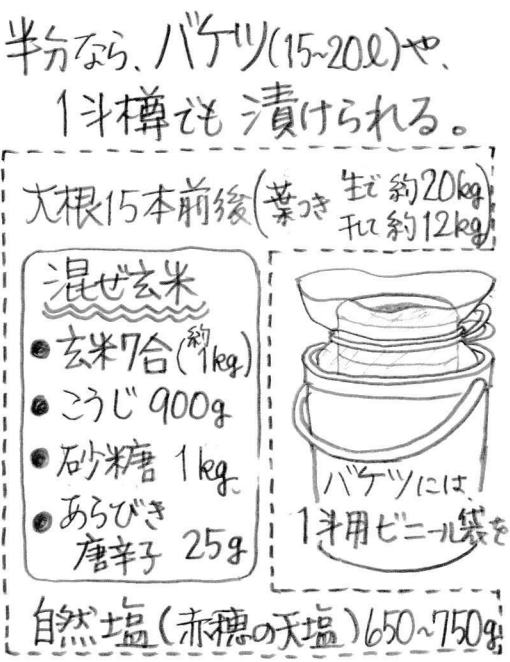 半分なら、バケツ(15~20ℓ)や、
1斗樽でも漬けられる。
大根15本前後(葉つき 生で約20kg
干して約12kg)
混ぜ玄米
●玄米7合(約1kg)
●こうじ 900g
●砂糖 1kg
●あらびき
唐辛子 25g
バケツには、
1斗用ビニール袋を
自然塩(赤穂の天塩)650~750g